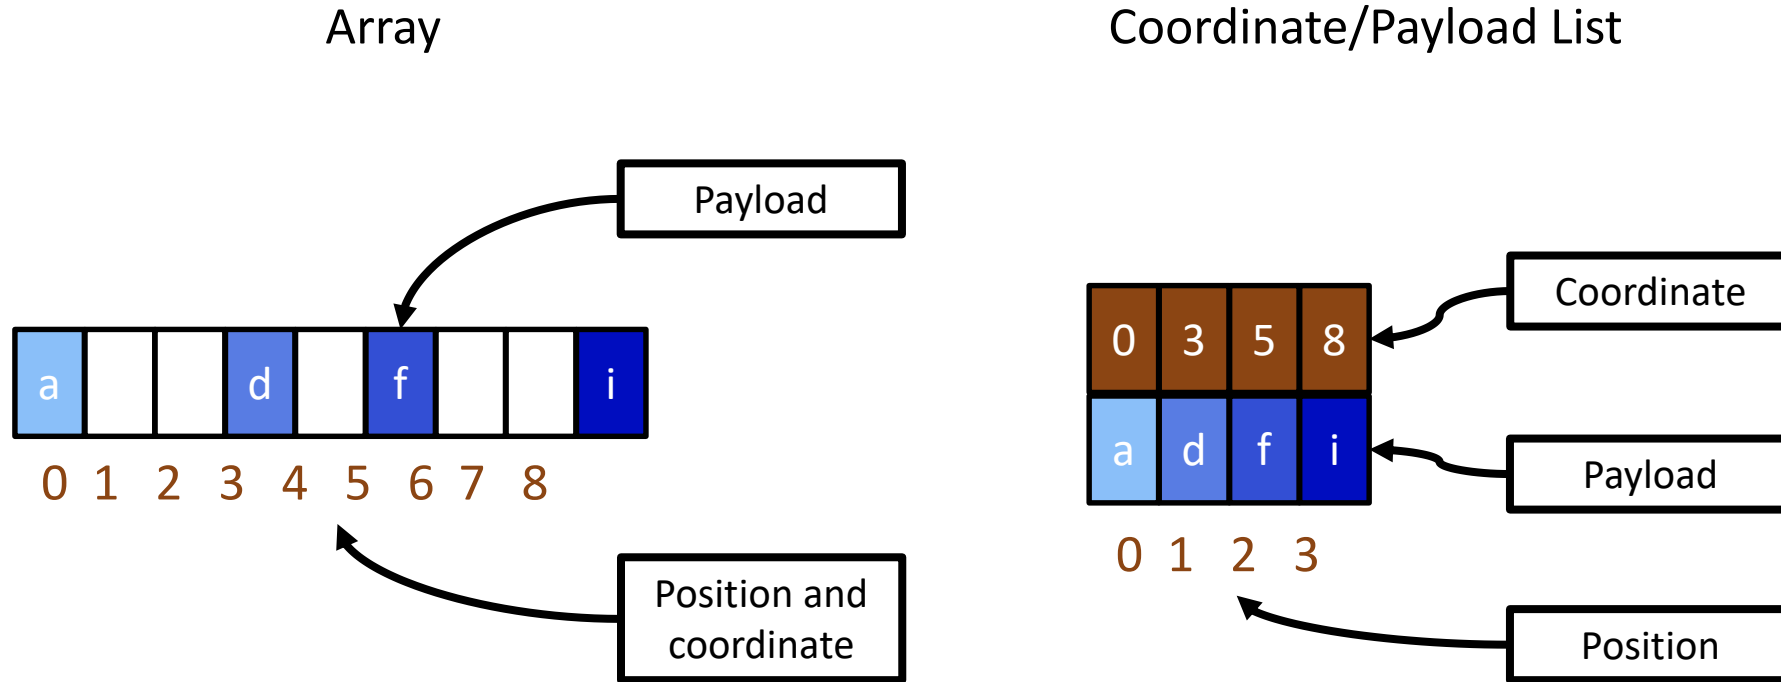 Array
Payload
a d f i
0 1 2 3 4 5 6 7 8
Position and
coordinate
Coordinate/Payload List
Coordinate
0 3 5 8
a d f i
Payload
0 1 2 3
Position